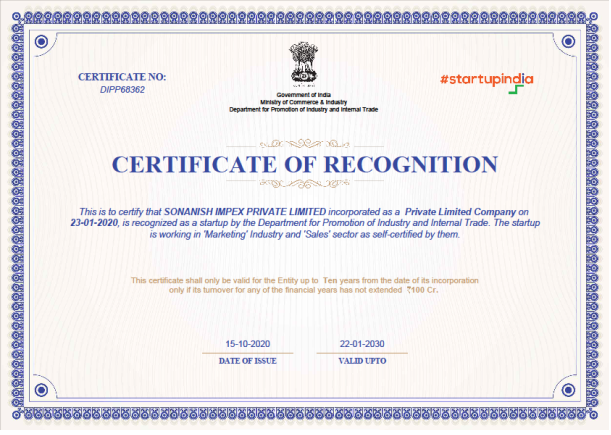 CERTIFICATE NO:
DIPP68362
#startupindia
Government of India
Ministry of Commerce & Industry
Department for Promotion of Industry and Internal Trade
CERTIFICATE OF RECOGNITION
This is to certify that SONANISH IMPEX PRIVATE LIMITED incorporated as a Private Limited Company on
23-01-2020, is recognized as a startup by the Department for Promotion of Industry and Internal Trade. The startup
is working in 'Marketing' Industry and 'Sales' sector as self-certified by them.
This certificate shall only be valid for the Entity up to Ten years from the date of its incorporation
only if its turnover for any of the financial years has not extended ₹100 Cr.
15-10-2020
22-01-2030
DATE OF ISSUE
VALID UPTO